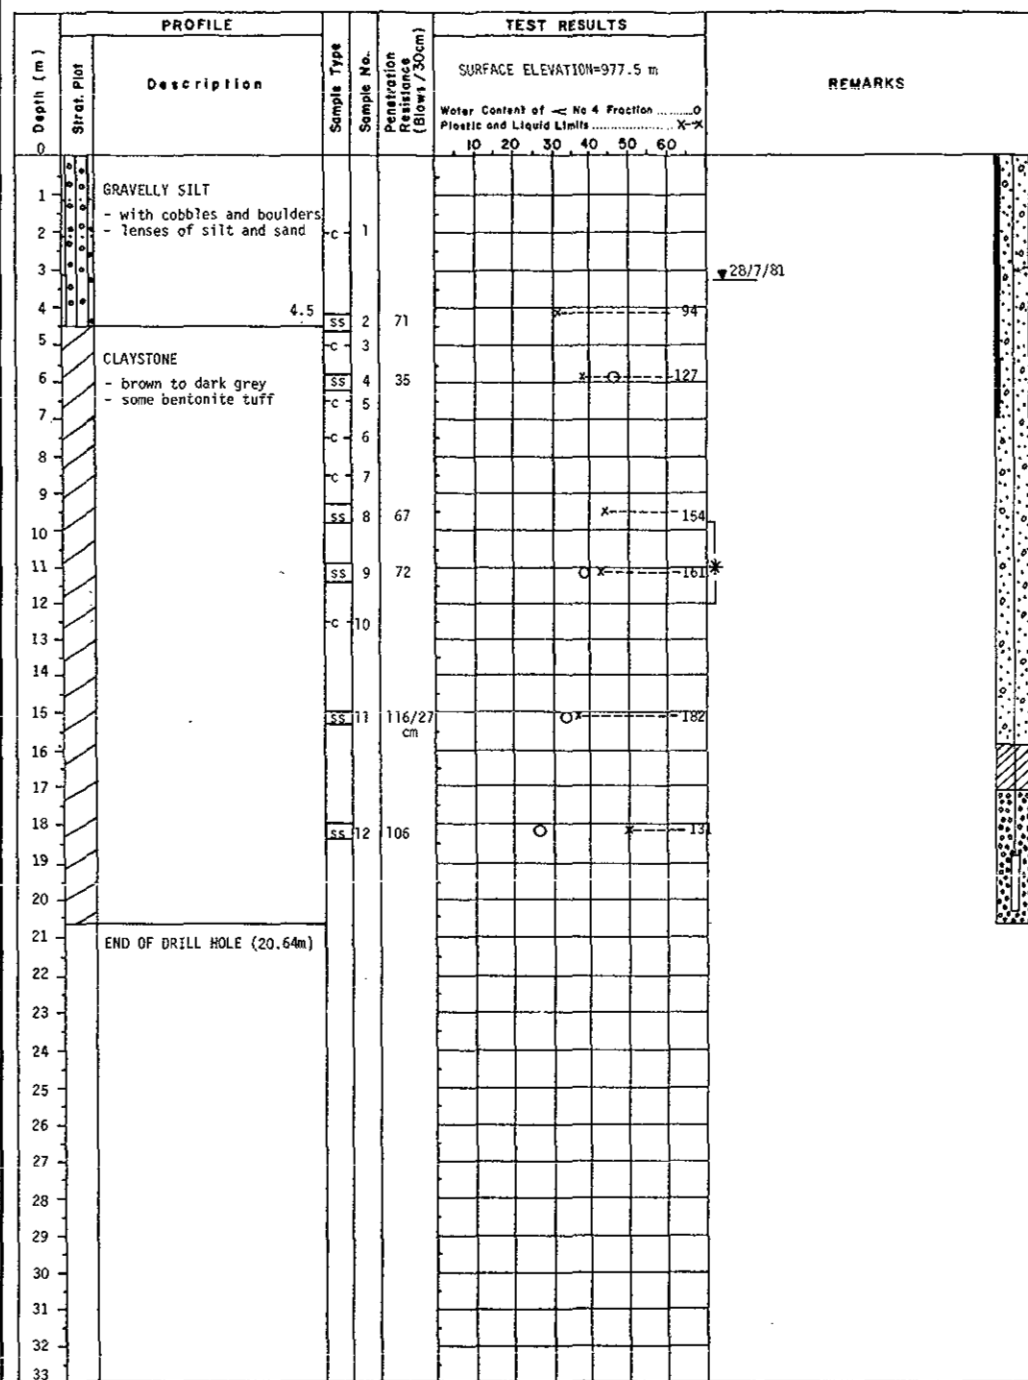 PROFILE
TEST RESULTS
Depth (m)
Strat. Plot
Description
Sample Type
Sample No.
Penetration
Resistance
(Blows /30cm)
SURFACE ELEVATION=977.5 m
REMARKS
Water Content of < No 4 Fraction ........O
Plastic and Liquid Limits ................ X--X
0
10 20 30 40 50 60
GRAVELLY SILT
1
- with cobbles and boulders
2 - lenses of silt and sand c 1
3
28/7/81
4
4.5
94
ss 2 71
5
c 3
CLAYSTONE
6 - brown to dark grey ss 4 35 127
- some bentonite tuff
c 5
7
c 6
8
c 7
9
ss 8 67 154
10
11 ss 9 72 161 *
12
c 10
13
14
15 ss 11 116/27 182
cm
16
17
18 ss 12 106 131
19
20
21 END OF DRILL HOLE (20.64m)
22
23
24
25
26
27
28
29
30
31
32
33